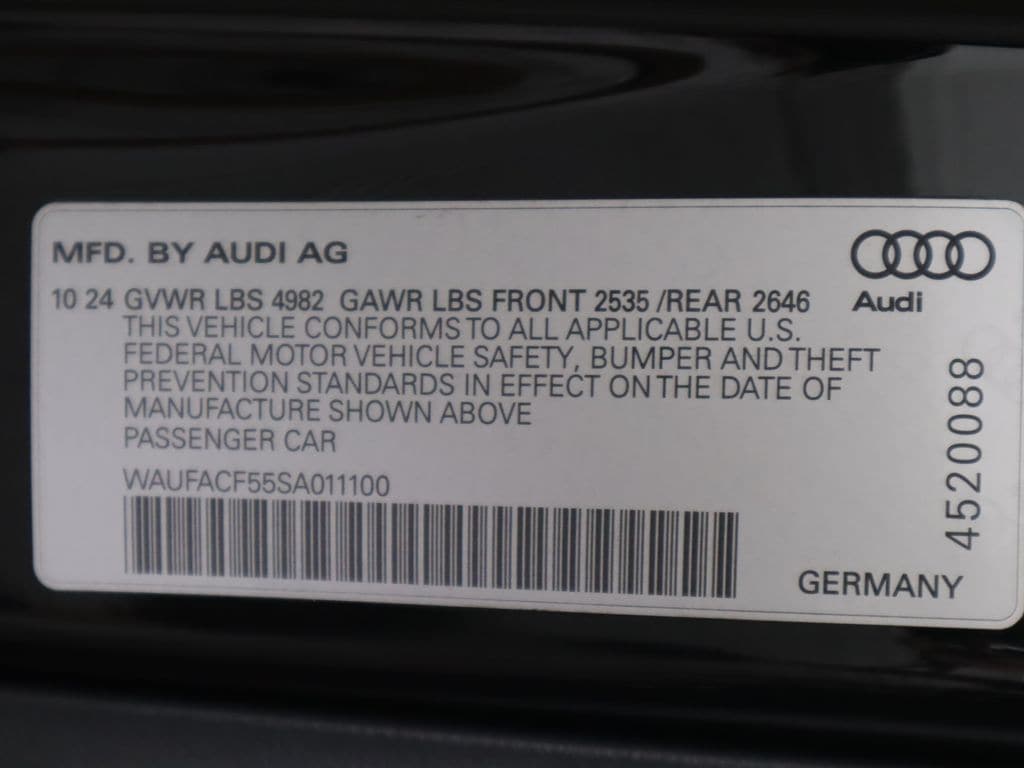 MFD. BY AUDI AG
Audi
10 24 GVWR LBS 4982 GAWR LBS FRONT 2535 /REAR 2646
THIS VEHICLE CONFORMS TO ALL APPLICABLE U.S.
FEDERAL MOTOR VEHICLE SAFETY, BUMPER AND THEFT
PREVENTION STANDARDS IN EFFECT ON THE DATE OF
MANUFACTURE SHOWN ABOVE
PASSENGER CAR
WAUFACF55SA011100
4520088
GERMANY